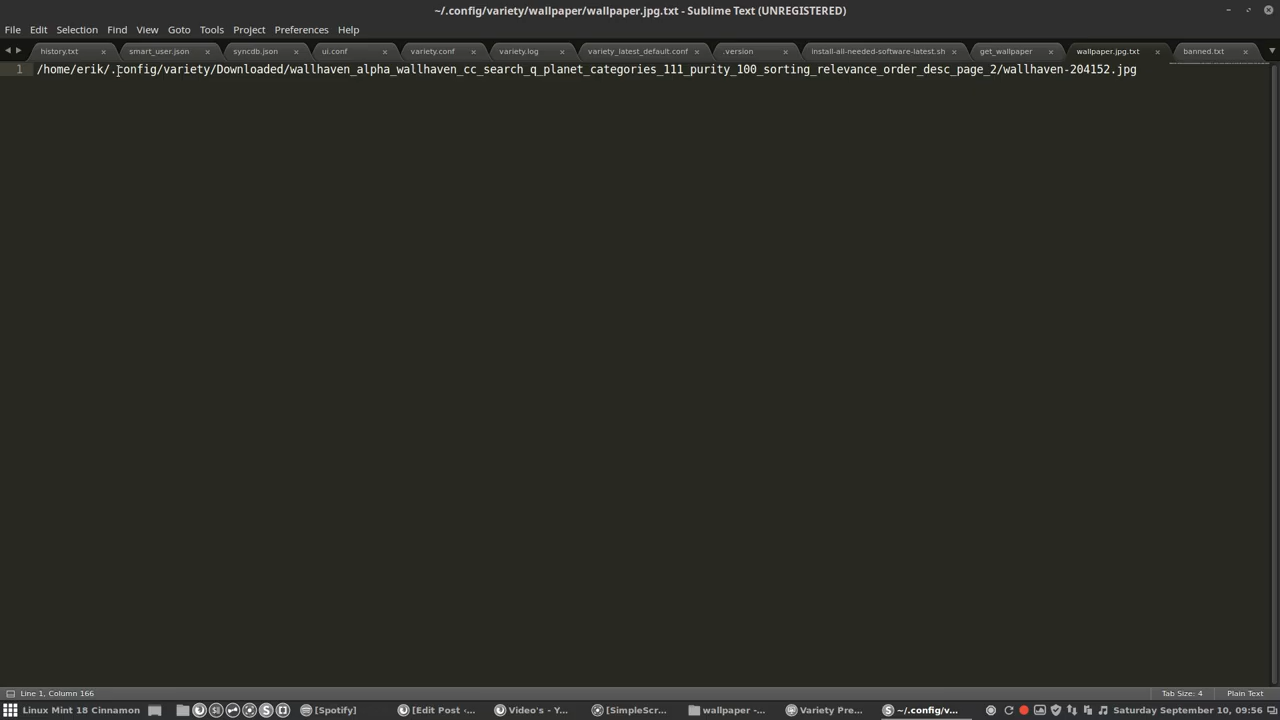 ~/.config/variety/wallpaper/wallpaper.jpg.txt - Sublime Text (UNREGISTERED)
File Edit Selection Find View Goto Tools Project Preferences Help
history.txt smart_user.json syncdb.json ui.conf variety.conf variety.log variety_latest_default.conf .version install-all-needed-software-latest.sh get_wallpaper wallpaper.jpg.txt banned.txt
1 /home/erik/.config/variety/Downloaded/wallhaven_alpha_wallhaven_cc_search_q_planet_categories_111_purity_100_sorting_relevance_order_desc_page_2/wallhaven-204152.jpg
Line 1, Column 166 Tab Size: 4 Plain Text
Linux Mint 18 Cinnamon [Spotify] [Edit Post -... Video's - Y... [SimpleScr... wallpaper -... Variety Pre... ~/.config/v... Saturday September 10, 09:56